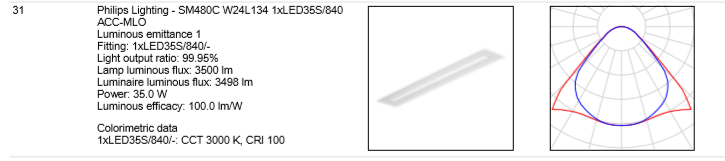 31
Philips Lighting - SM480C W24L134 1xLED35S/840
ACC-MLO
Luminous emittance 1
Fitting: 1xLED35S/840/-
Light output ratio: 99.95%
Lamp luminous flux: 3500 lm
Luminaire luminous flux: 3498 lm
Power: 35.0 W
Luminous efficacy: 100.0 lm/W
Colorimetric data
1xLED35S/840/-: CCT 3000 K, CRI 100